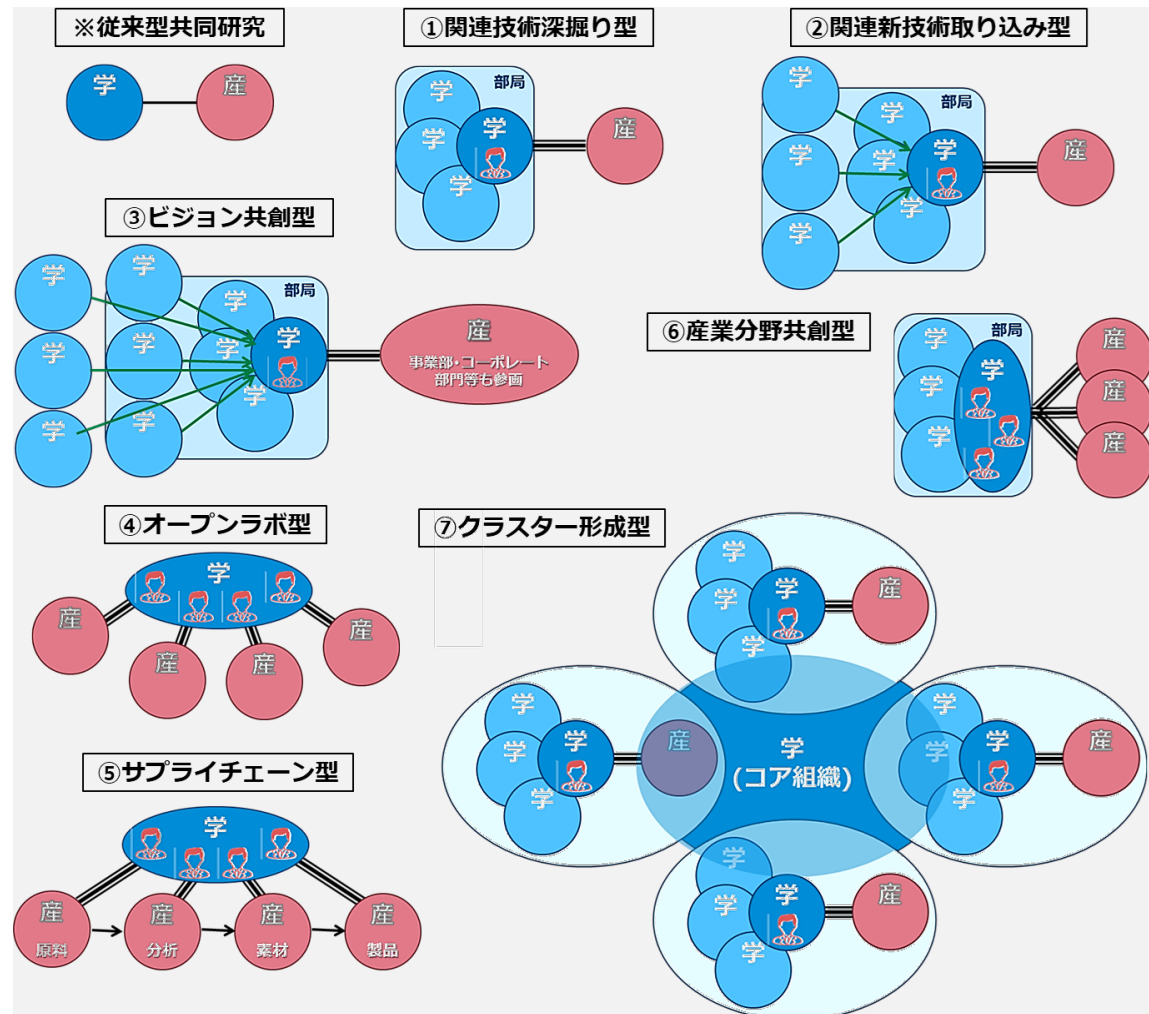 ※従来型共同研究
学
産
①関連技術深掘り型
部局
学
学
学
学
産
②関連新技術取り込み型
学
学
学
部局
学
学
学
学
産
③ビジョン共創型
学
学
学
学
学
学
部局
学
学
学
学
産
事業部・コーポレート
部門等も参画
⑥産業分野共創型
部局
学
学
学
学
産
産
産
④オープンラボ型
学
産
産
産
産
⑤サプライチェーン型
学
産
原料
産
分析
産
素材
産
製品
⑦クラスター形成型
学
学
学
学
産
学
学
学
学
産
学
(コア組織)
学
学
学
学
産
学
学
学
学
産